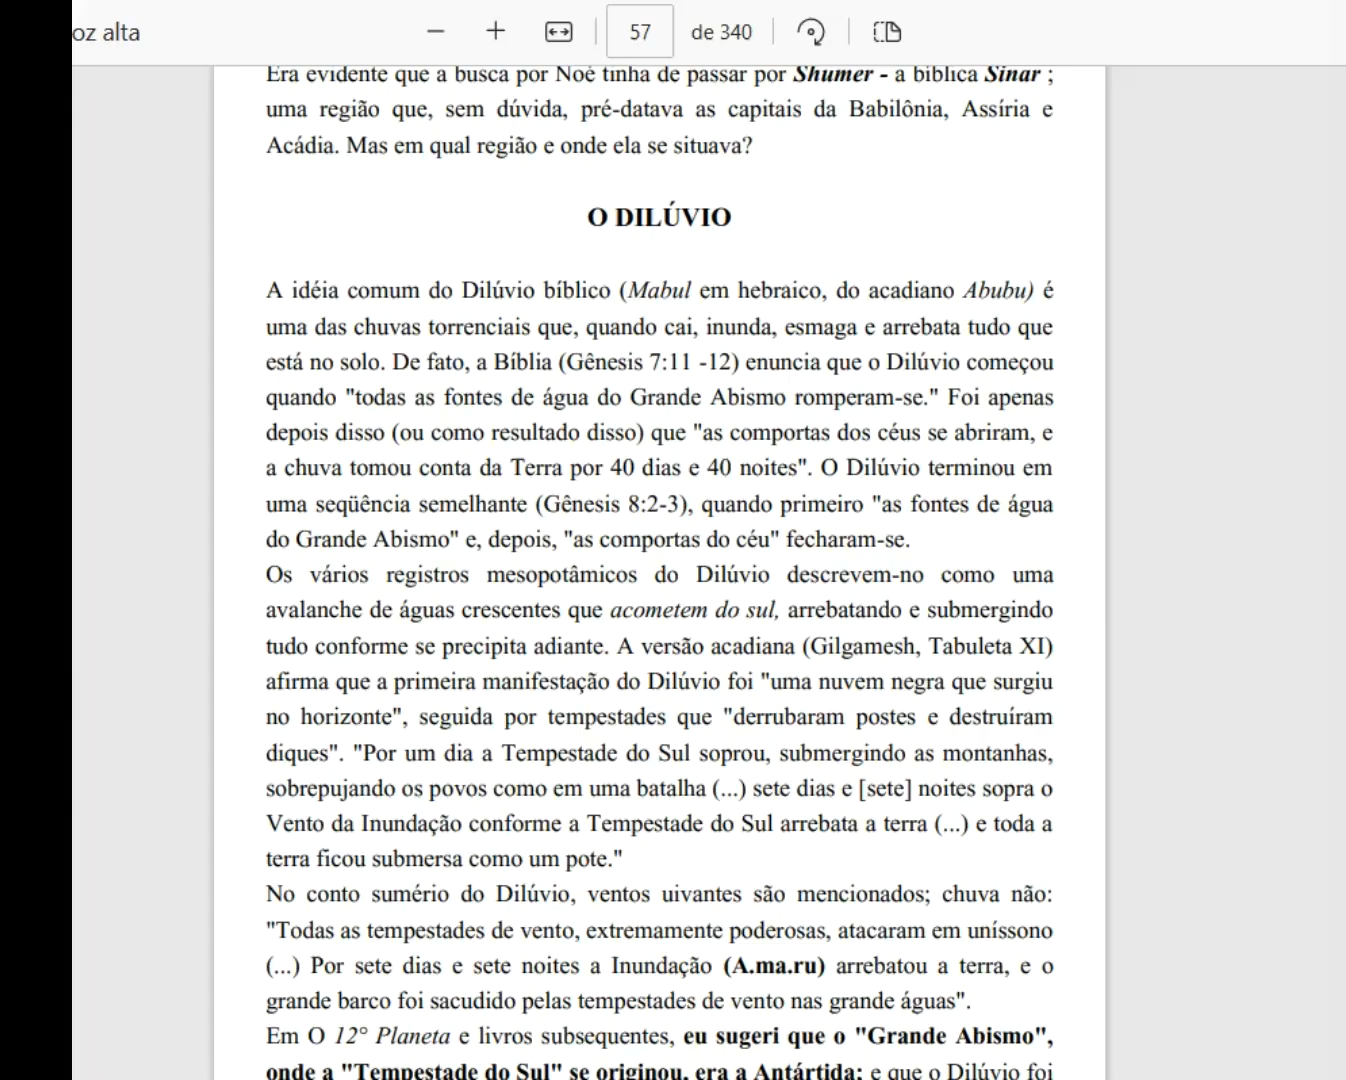 oz alta
57 de 340
Era evidente que a busca por Noé tinha de passar por Shumer - a bíblica Sinar ;
uma região que, sem dúvida, pré-datava as capitais da Babilônia, Assíria e
Acádia. Mas em qual região e onde ela se situava?
O DILÚVIO
A idéia comum do Dilúvio bíblico (Mabul em hebraico, do acadiano Abubu) é
uma das chuvas torrenciais que, quando cai, inunda, esmaga e arrebata tudo que
está no solo. De fato, a Bíblia (Gênesis 7:11 -12) enuncia que o Dilúvio começou
quando "todas as fontes de água do Grande Abismo romperam-se." Foi apenas
depois disso (ou como resultado disso) que "as comportas dos céus se abriram, e
a chuva tomou conta da Terra por 40 dias e 40 noites". O Dilúvio terminou em
uma seqüência semelhante (Gênesis 8:2-3), quando primeiro "as fontes de água
do Grande Abismo" e, depois, "as comportas do céu" fecharam-se.
Os vários registros mesopotâmicos do Dilúvio descrevem-no como uma
avalanche de águas crescentes que acometem do sul, arrebatando e submergindo
tudo conforme se precipita adiante. A versão acadiana (Gilgamesh, Tabuleta XI)
afirma que a primeira manifestação do Dilúvio foi "uma nuvem negra que surgiu
no horizonte", seguida por tempestades que "derrubaram postes e destruíram
diques". "Por um dia a Tempestade do Sul soprou, submergindo as montanhas,
sobrepujando os povos como em uma batalha (...) sete dias e [sete] noites sopra o
Vento da Inundação conforme a Tempestade do Sul arrebata a terra (...) e toda a
terra ficou submersa como um pote."
No conto sumério do Dilúvio, ventos uivantes são mencionados; chuva não:
"Todas as tempestades de vento, extremamente poderosas, atacaram em uníssono
(...) Por sete dias e sete noites a Inundação (A.ma.ru) arrebatou a terra, e o
grande barco foi sacudido pelas tempestades de vento nas grande águas".
Em O 12° Planeta e livros subsequentes, eu sugeri que o "Grande Abismo",
onde a "Tempestade do Sul" se originou, era a Antártida; e que o Dilúvio foi